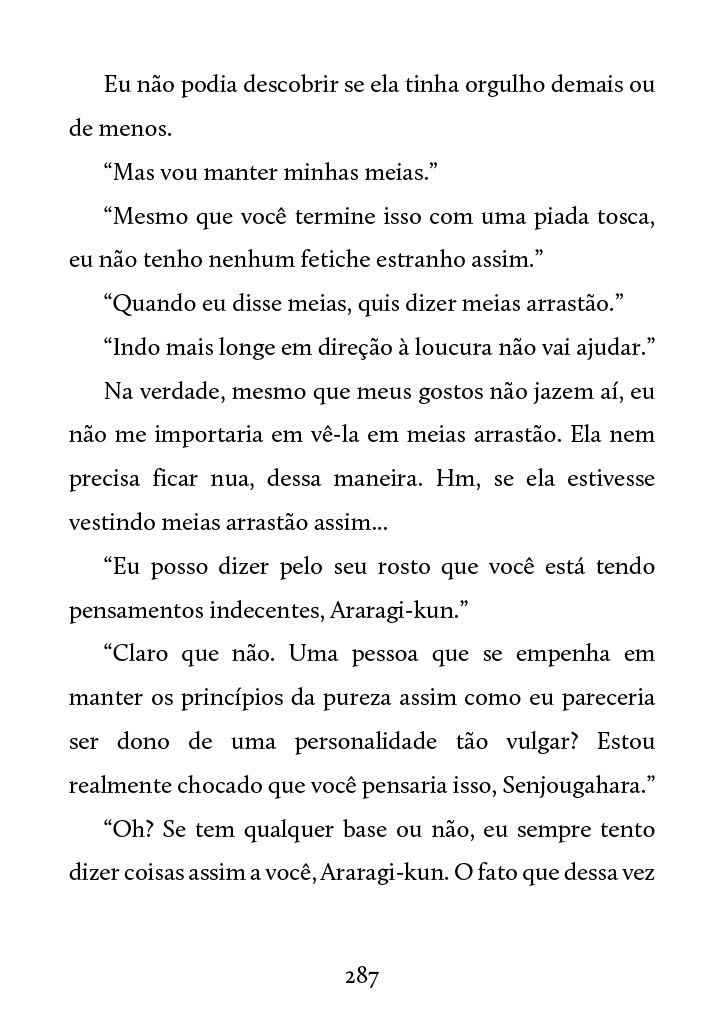 Eu não podia descobrir se ela tinha orgulho demais ou
de menos.
“Mas vou manter minhas meias.”
“Mesmo que você termine isso com uma piada tosca,
eu não tenho nenhum fetiche estranho assim.”
“Quando eu disse meias, quis dizer meias arrastão.”
“Indo mais longe em direção à loucura não vai ajudar.”
Na verdade, mesmo que meus gostos não jazem aí, eu
não me importaria em vê-la em meias arrastão. Ela nem
precisa ficar nua, dessa maneira. Hm, se ela estivesse
vestindo meias arrastão assim...
“Eu posso dizer pelo seu rosto que você está tendo
pensamentos indecentes, Araragi-kun.”
“Claro que não. Uma pessoa que se empenha em
manter os princípios da pureza assim como eu pareceria
ser dono de uma personalidade tão vulgar? Estou
realmente chocado que você pensaria isso, Senjougahara.”
“Oh? Se tem qualquer base ou não, eu sempre tento
dizer coisas assim a você, Araragi-kun. O fato que dessa vez
287